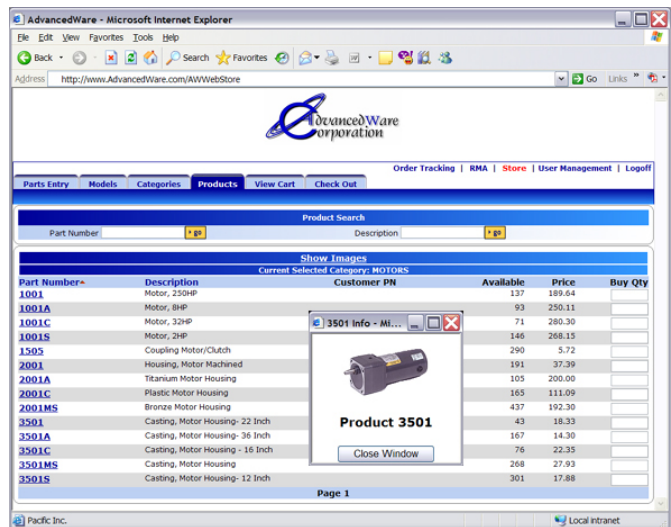 AdvancedWare - Microsoft Internet Explorer
File Edit View Favorites Tools Help
Back Search Favorites
Address http://www.AdvancedWare.com/AWWebStore Go Links »
AdvancedWare
Corporation
Order Tracking | RMA | Store | User Management | Logoff
Parts Entry Models Categories Products View Cart Check Out
Product Search
Part Number go Description go
Show Images
Current Selected Category: MOTORS
Part Number Description Customer PN Available Price Buy Qty
1001 Motor, 250HP 137 189.64
1001A Motor, 8HP 93 250.11
1001C Motor, 32HP 71 280.30
1001S Motor, 2HP 146 268.15
1505 Coupling Motor/Clutch 290 5.72
2001 Housing, Motor Machined 191 37.39
2001A Titanium Motor Housing 105 200.00
2001C Plastic Motor Housing 165 111.09
2001MS Bronze Motor Housing 437 192.30
3501 Casting, Motor Housing- 22 Inch 43 18.33
3501A Casting, Motor Housing- 36 Inch 167 14.30
3501C Casting, Motor Housing - 16 Inch 76 22.35
3501MS Casting, Motor Housing 268 27.93
3501S Casting, Motor Housing- 12 Inch 301 17.88
3501 Info - Mi...
Product 3501
Close Window
Page 1
Pacific Inc. Local intranet